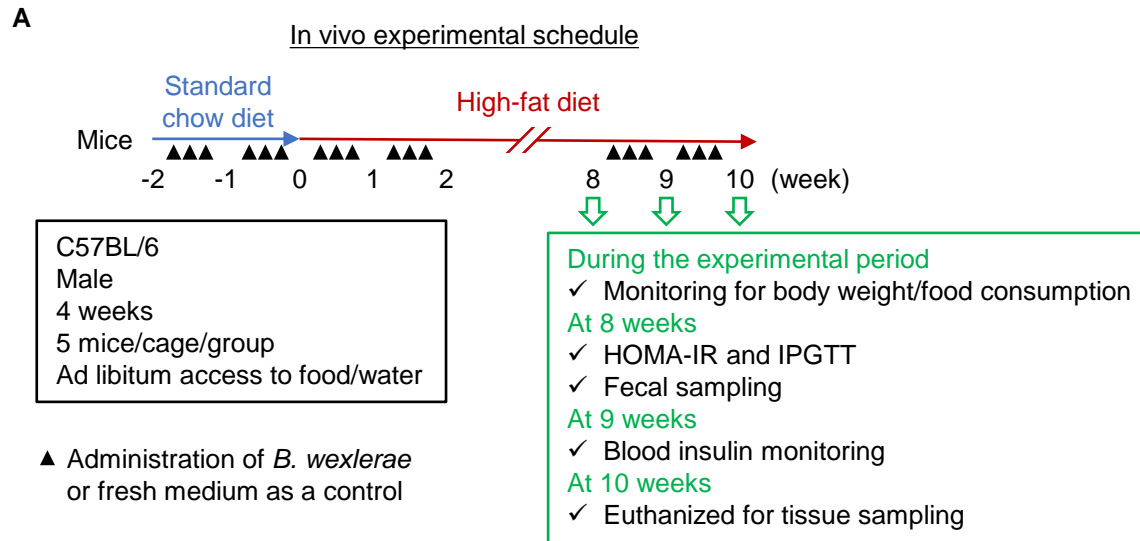 A
In vivo experimental schedule
Standard
chow diet
High-fat diet
Mice
-2 -1 0 1 2 8 9 10 (week)
C57BL/6
Male
4 weeks
5 mice/cage/group
Ad libitum access to food/water
▲ Administration of B. wexlerae
or fresh medium as a control
During the experimental period
✓ Monitoring for body weight/food consumption
At 8 weeks
✓ HOMA-IR and IPGTT
✓ Fecal sampling
At 9 weeks
✓ Blood insulin monitoring
At 10 weeks
✓ Euthanized for tissue sampling